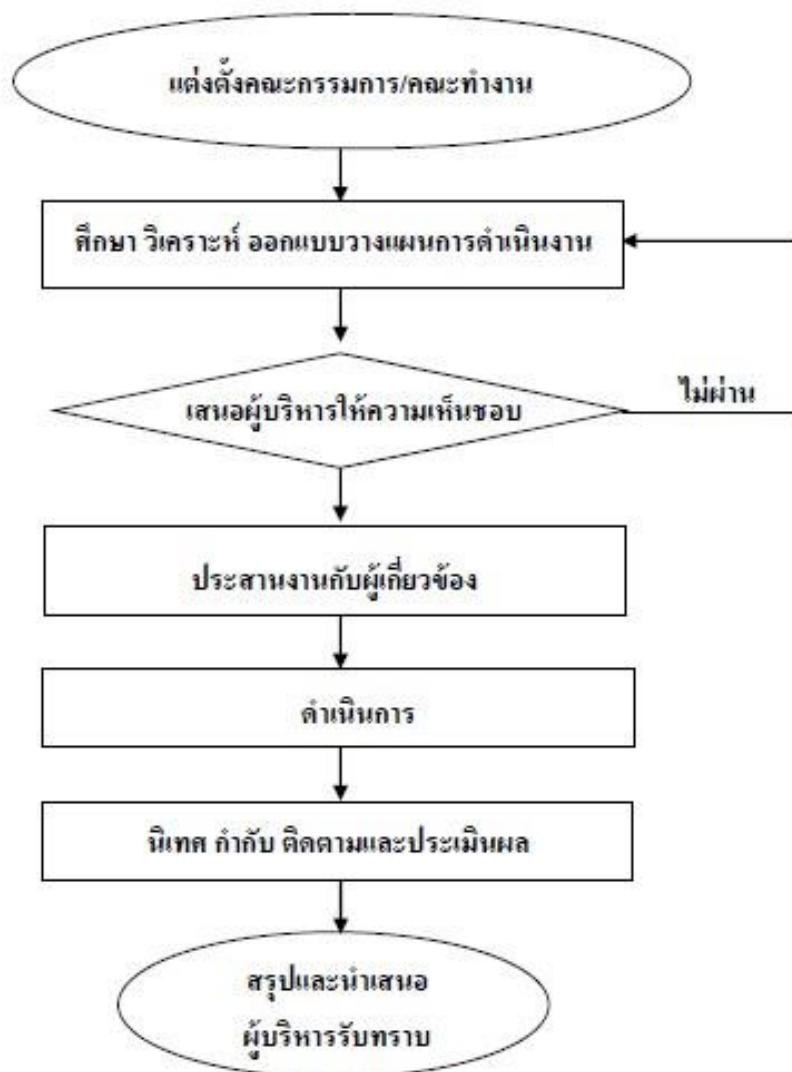 แต่งตั้งคณะกรรมการ/คณะทำงาน
ศึกษา วิเคราะห์ ออกแบบวางแผนการดำเนินงาน
เสนอผู้บริหารให้ความเห็นชอบ
ไม่ผ่าน
ประสานงานกับผู้เกี่ยวข้อง
ดำเนินการ
นิเทศ กำกับ ติดตามและประเมินผล
สรุปและนำเสนอ
ผู้บริหารรับทราบ